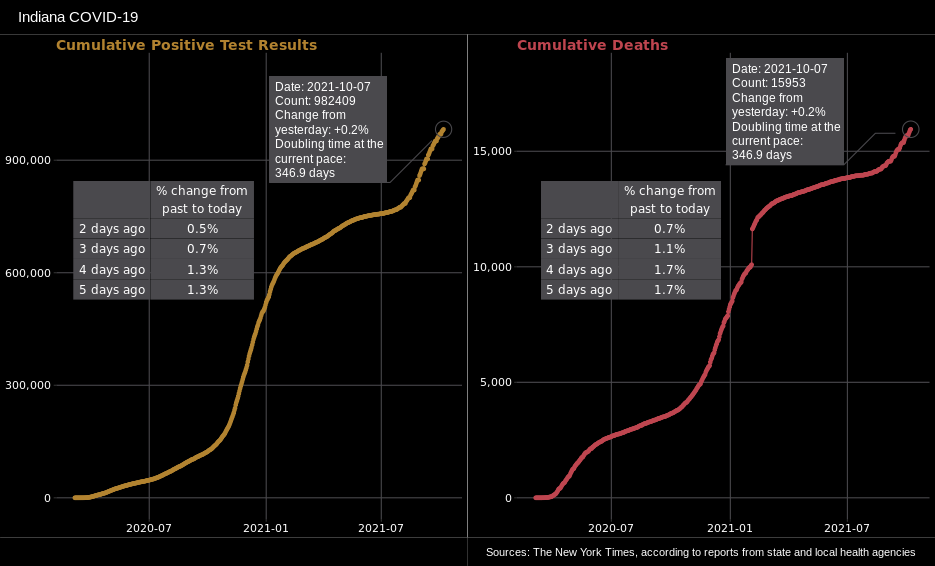 Indiana COVID-19
Cumulative Positive Test Results
Date: 2021-10-07
Count: 982409
Change from
yesterday: +0.2%
Doubling time at the
current pace:
346.9 days
% change from
past to today
2 days ago 0.5%
3 days ago 0.7%
4 days ago 1.3%
5 days ago 1.3%
900,000
600,000
300,000
0
2020-07 2021-01 2021-07
Cumulative Deaths
Date: 2021-10-07
Count: 15953
Change from
yesterday: +0.2%
Doubling time at the
current pace:
346.9 days
% change from
past to today
2 days ago 0.7%
3 days ago 1.1%
4 days ago 1.7%
5 days ago 1.7%
15,000
10,000
5,000
0
2020-07 2021-01 2021-07
Sources: The New York Times, according to reports from state and local health agencies